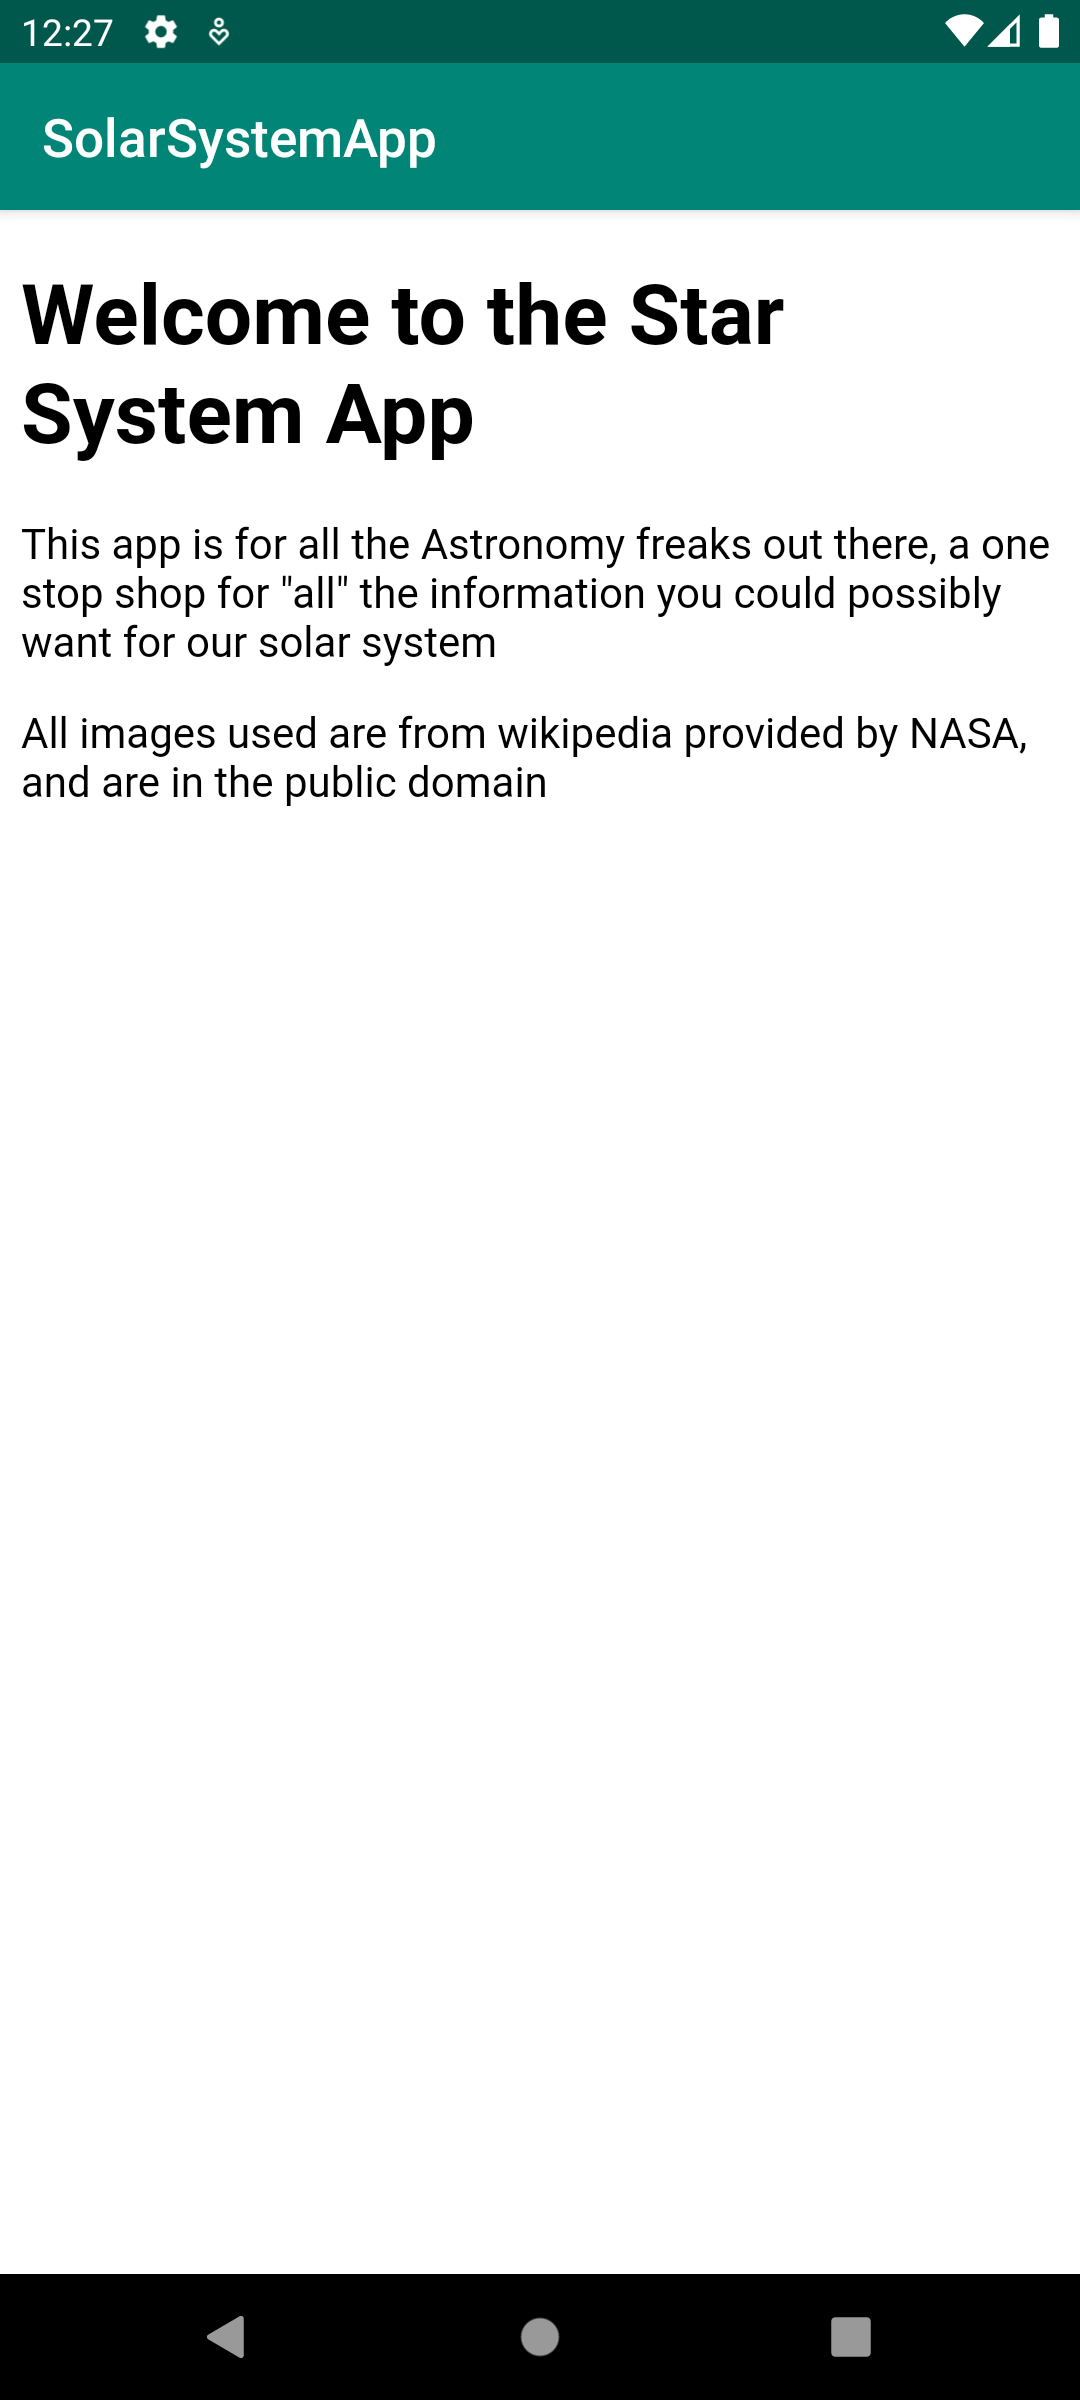 12:27
SolarSystemApp
Welcome to the Star
System App
This app is for all the Astronomy freaks out there, a one
stop shop for "all" the information you could possibly
want for our solar system
All images used are from wikipedia provided by NASA,
and are in the public domain